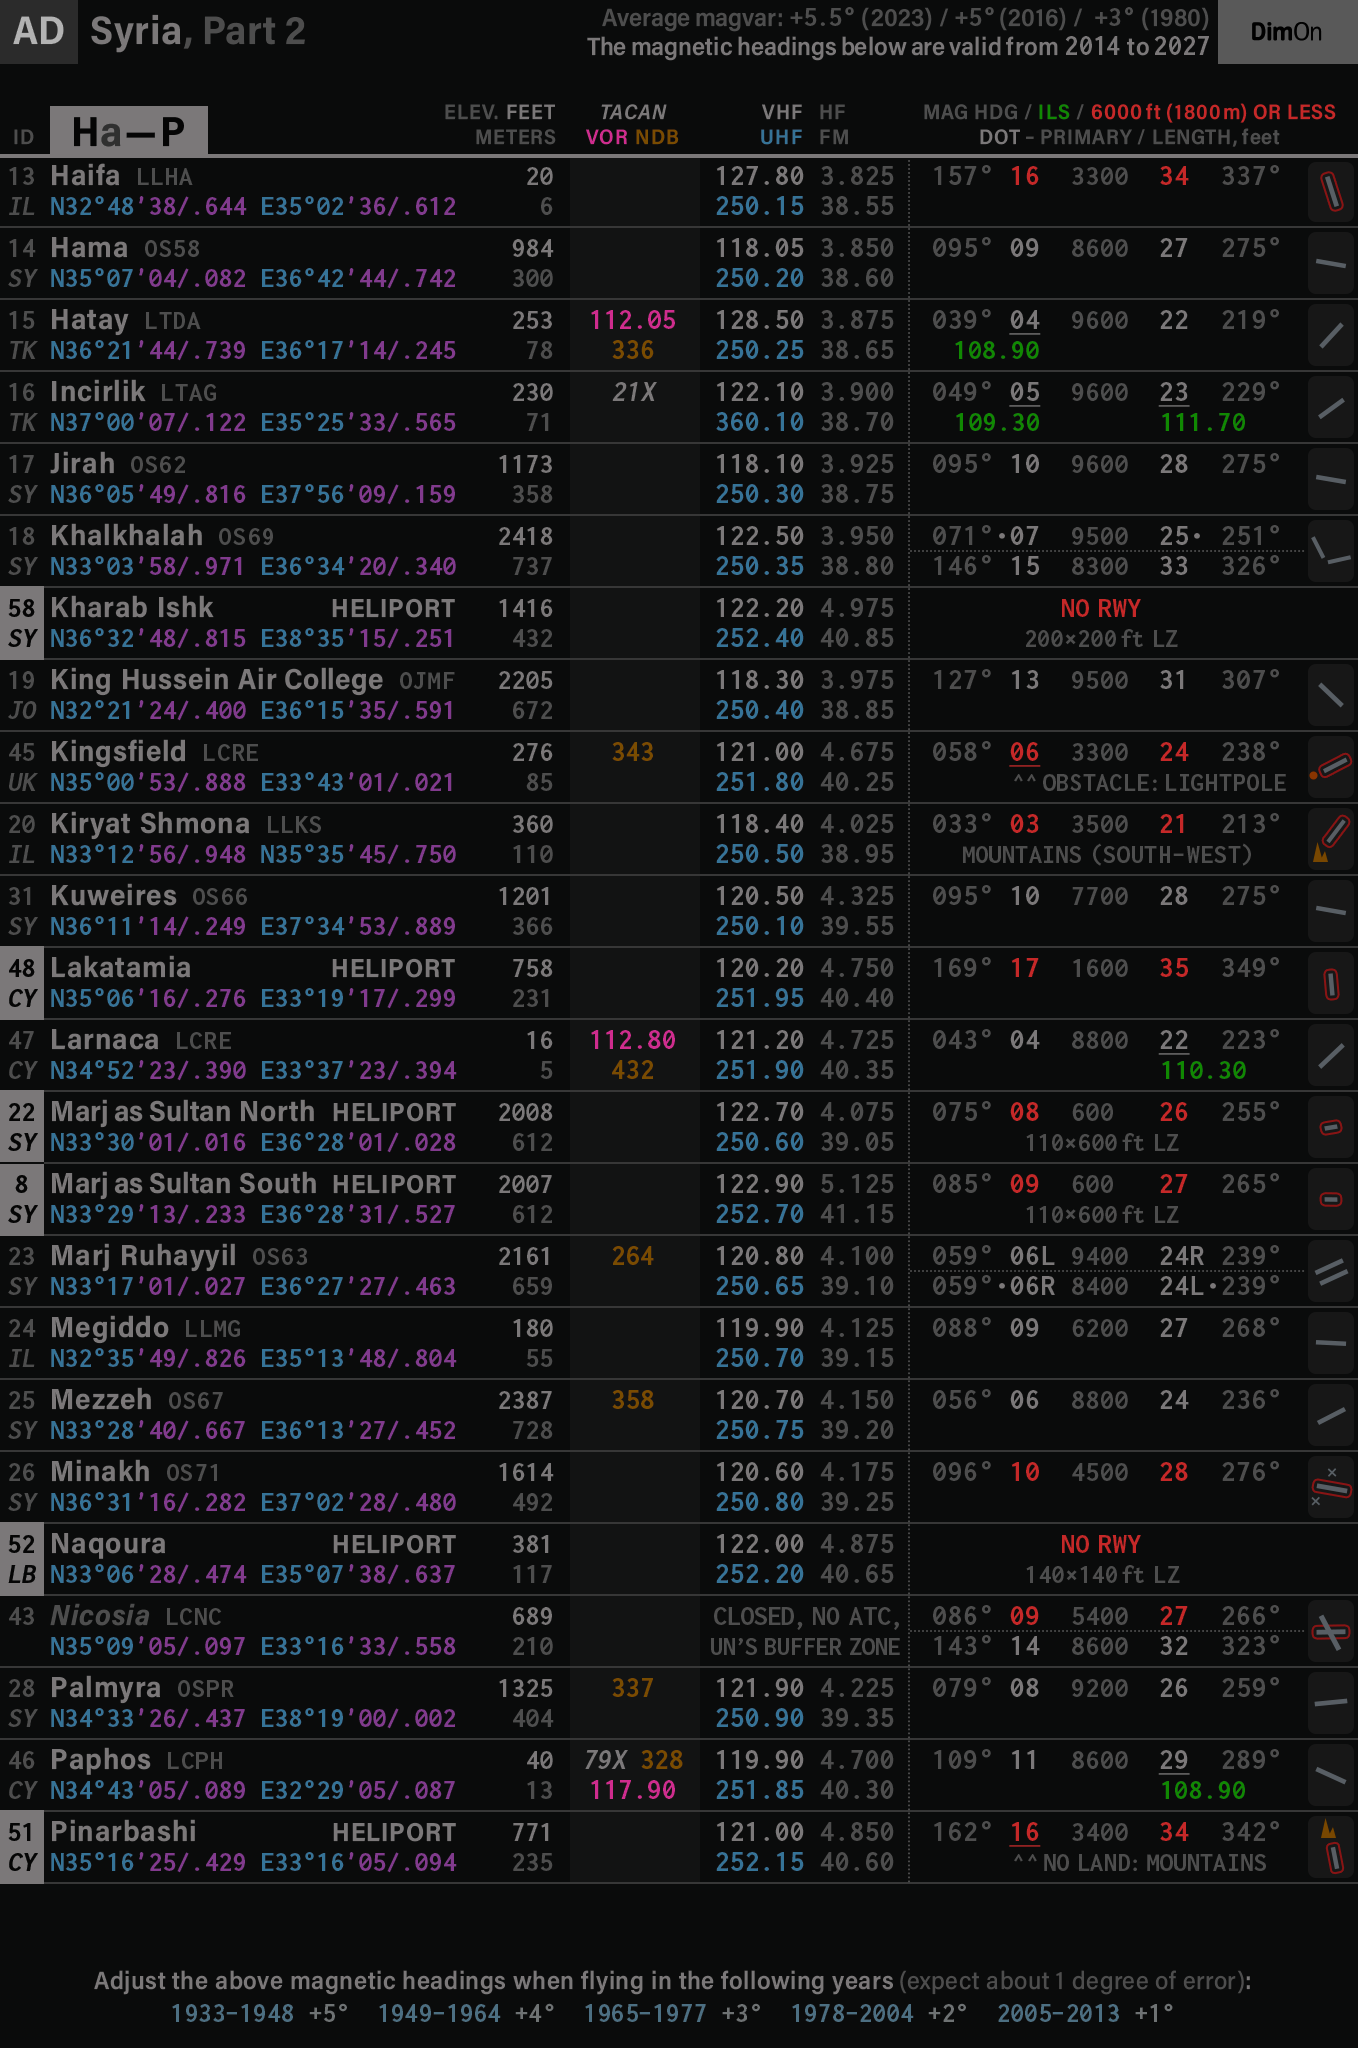 AD Syria, Part 2 Average magvar: +5.5° (2023) / +5° (2016) / +3° (1980) DimOn
The magnetic headings below are valid from 2014 to 2027
ELEV. FEET TACAN VHF HF MAG HDG / ILS / 6000 ft (1800 m) OR LESS
ID Ha—P METERS VOR NDB UHF FM DOT – PRIMARY / LENGTH, feet
13 Haifa LLHA 20 127.80 3.825 157° 16 3300 34 337°
IL N32°48'38/.644 E35°02'36/.612 6 250.15 38.55
14 Hama OS58 984 118.05 3.850 095° 09 8600 27 275°
SY N35°07'04/.082 E36°42'44/.742 300 250.20 38.60
15 Hatay LTDA 253 112.05 128.50 3.875 039° 04 9600 22 219°
TK N36°21'44/.739 E36°17'14/.245 78 336 250.25 38.65 108.90
16 Incirlik LTAG 230 21X 122.10 3.900 049° 05 9600 23 229°
TK N37°00'07/.122 E35°25'33/.565 71 360.10 38.70 109.30 111.70
17 Jirah OS62 1173 118.10 3.925 095° 10 9600 28 275°
SY N36°05'49/.816 E37°56'09/.159 358 250.30 38.75
18 Khalkhalah OS69 2418 122.50 3.950 071°·07 9500 25· 251°
SY N33°03'58/.971 E36°34'20/.340 737 250.35 38.80 146° 15 8300 33 326°
58 Kharab Ishk HELIPORT 1416 122.20 4.975 NO RWY
SY N36°32'48/.815 E38°35'15/.251 432 252.40 40.85 200×200 ft LZ
19 King Hussein Air College OJMF 2205 118.30 3.975 127° 13 9500 31 307°
JO N32°21'24/.400 E36°15'35/.591 672 250.40 38.85
45 Kingsfield LCRE 276 343 121.00 4.675 058° 06 3300 24 238°
UK N35°00'53/.888 E33°43'01/.021 85 251.80 40.25 ^^ OBSTACLE: LIGHTPOLE
20 Kiryat Shmona LLKS 360 118.40 4.025 033° 03 3500 21 213°
IL N33°12'56/.948 N35°35'45/.750 110 250.50 38.95 MOUNTAINS (SOUTH-WEST)
31 Kuweires OS66 1201 120.50 4.325 095° 10 7700 28 275°
SY N36°11'14/.249 E37°34'53/.889 366 250.10 39.55
48 Lakatamia HELIPORT 758 120.20 4.750 169° 17 1600 35 349°
CY N35°06'16/.276 E33°19'17/.299 231 251.95 40.40
47 Larnaca LCRE 16 112.80 121.20 4.725 043° 04 8800 22 223°
CY N34°52'23/.390 E33°37'23/.394 5 432 251.90 40.35 110.30
22 Marj as Sultan North HELIPORT 2008 122.70 4.075 075° 08 600 26 255°
SY N33°30'01/.016 E36°28'01/.028 612 250.60 39.05 110×600 ft LZ
8 Marj as Sultan South HELIPORT 2007 122.90 5.125 085° 09 600 27 265°
SY N33°29'13/.233 E36°28'31/.527 612 252.70 41.15 110×600 ft LZ
23 Marj Ruhayyil OS63 2161 264 120.80 4.100 059° 06L 9400 24R 239°
SY N33°17'01/.027 E36°27'27/.463 659 250.65 39.10 059°·06R 8400 24L·239°
24 Megiddo LLMG 180 119.90 4.125 088° 09 6200 27 268°
IL N32°35'49/.826 E35°13'48/.804 55 250.70 39.15
25 Mezzeh OS67 2387 358 120.70 4.150 056° 06 8800 24 236°
SY N33°28'40/.667 E36°13'27/.452 728 250.75 39.20
26 Minakh OS71 1614 120.60 4.175 096° 10 4500 28 276°
SY N36°31'16/.282 E37°02'28/.480 492 250.80 39.25
52 Naqoura HELIPORT 381 122.00 4.875 NO RWY
LB N33°06'28/.474 E35°07'38/.637 117 252.20 40.65 140×140 ft LZ
43 Nicosia LCNC 689 CLOSED, NO ATC, 086° 09 5400 27 266°
N35°09'05/.097 E33°16'33/.558 210 UN'S BUFFER ZONE 143° 14 8600 32 323°
28 Palmyra OSPR 1325 337 121.90 4.225 079° 08 9200 26 259°
SY N34°33'26/.437 E38°19'00/.002 404 250.90 39.35
46 Paphos LCPH 40 79X 328 119.90 4.700 109° 11 8600 29 289°
CY N34°43'05/.089 E32°29'05/.087 13 117.90 251.85 40.30 108.90
51 Pinarbashi HELIPORT 771 121.00 4.850 162° 16 3400 34 342°
CY N35°16'25/.429 E33°16'05/.094 235 252.15 40.60 ^^ NO LAND: MOUNTAINS
Adjust the above magnetic headings when flying in the following years (expect about 1 degree of error):
1933–1948 +5° 1949–1964 +4° 1965–1977 +3° 1978–2004 +2° 2005–2013 +1°